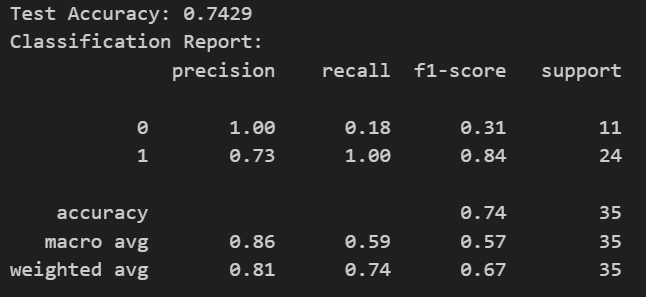 Test Accuracy: 0.7429
Classification Report:
precision recall f1-score support
0 1.00 0.18 0.31 11
1 0.73 1.00 0.84 24
accuracy 0.74 35
macro avg 0.86 0.59 0.57 35
weighted avg 0.81 0.74 0.67 35